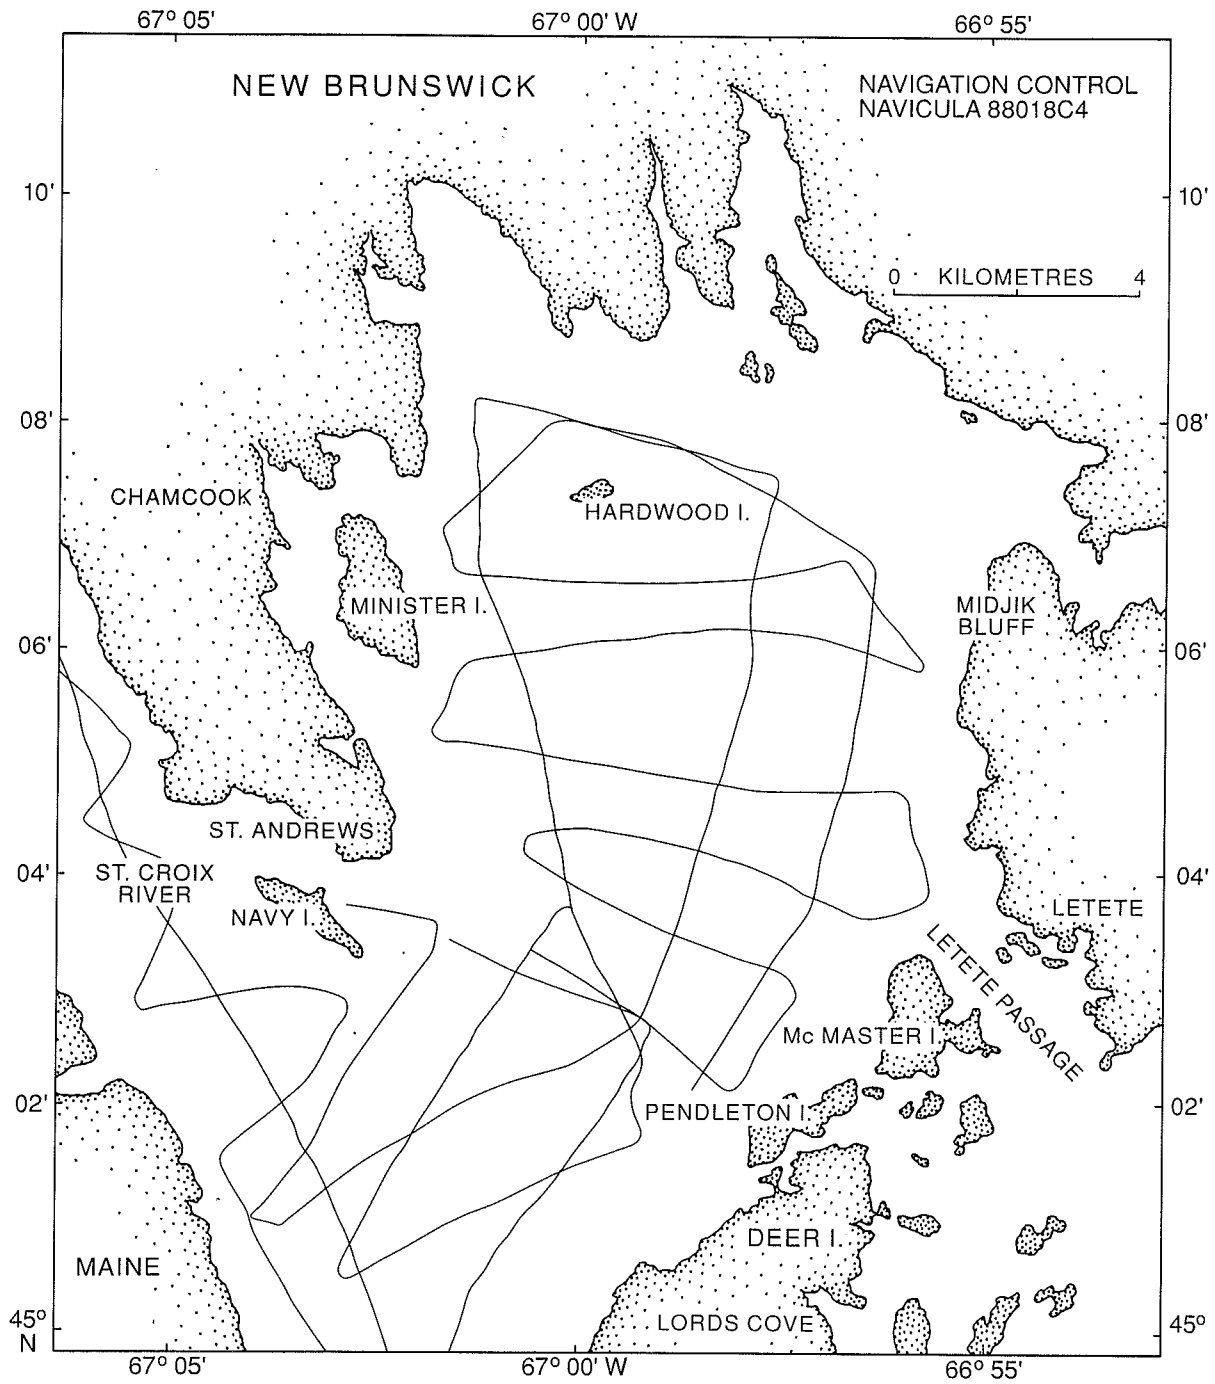 67° 05'
67° 00' W
66° 55'
NEW BRUNSWICK
NAVIGATION CONTROL
NAVICULA 88018C4
10'
10'
0 KILOMETRES 4
08'
08'
CHAMCOOK
HARDWOOD I.
MINISTER I.
MIDJIK
BLUFF
06'
06'
ST. ANDREWS
04'
04'
ST. CROIX
RIVER
NAVY I.
LETETE
LETETE PASSAGE
Mc MASTER I.
02'
02'
PENDLETON I.
DEER I.
MAINE
LORDS COVE
45°
N
45°
67° 05'
67° 00' W
66° 55'